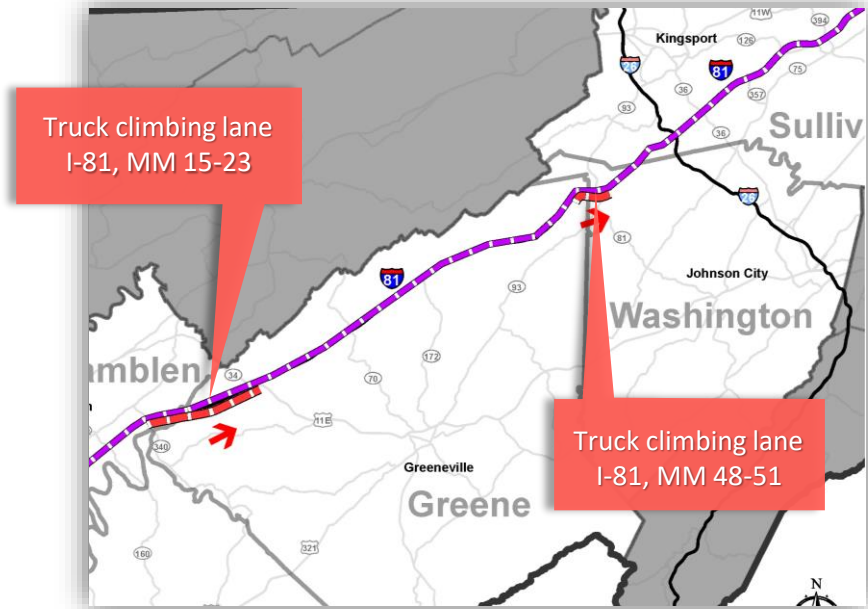 11W
394
Kingsport
126
26
81
75
36
357
93
36
Sulliv
Truck climbing lane
I-81, MM 15-23
26
81
81
Johnson City
93
Washington
172
amblen
34
70
11E
340
Truck climbing lane
I-81, MM 48-51
Greeneville
Greene
321
160
N